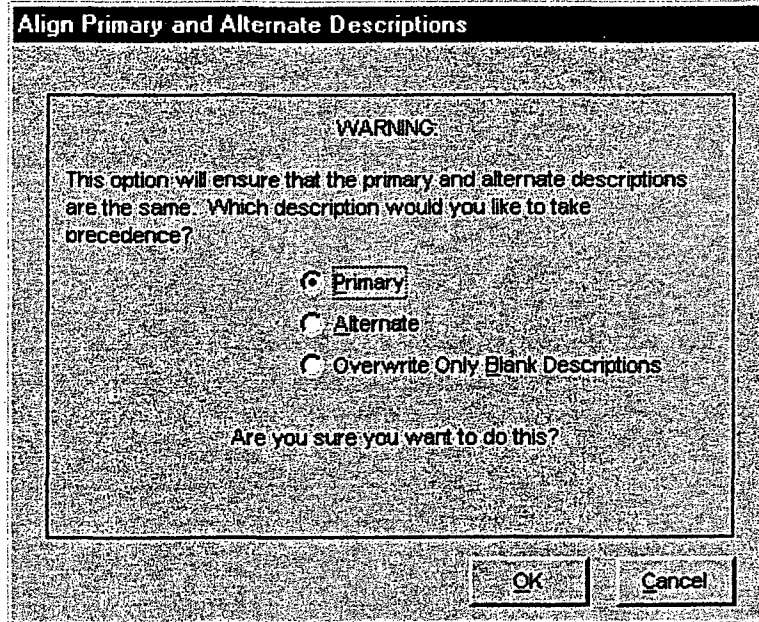 Align Primary and Alternate Descriptions
WARNING:
This option will ensure that the primary and alternate descriptions
are the same. Which description would you like to take
precedence?
Primary
Alternate
Overwrite Only Blank Descriptions
Are you sure you want to do this?
OK
Cancel